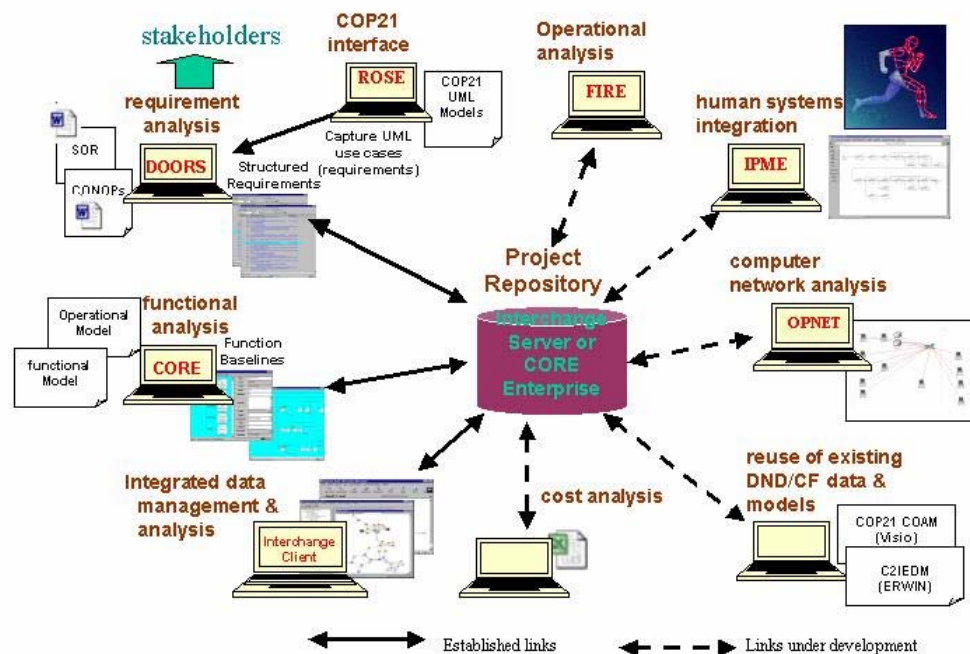 stakeholders
COP21
interface
ROSE
COP21
UML
Models
Operational
analysis
FIRE
human systems
integration
IPME
requirement
analysis
DOORS
SOR
CONOPs
Structured
Requirements
Capture UML
use cases
(requirements)
Project
Repository
Interchange
Server or
CORE
Enterprise
computer
network analysis
OPNET
functional analysis
Operational
Model
functional Model
CORE
Function
Baselines
Integrated data
management &
analysis
Interchange
Client
cost analysis
reuse of existing
DND/CF data &
models
COP21 COAM
(Visio)
C2IEDM
(ERWIN)
Established links
Links under development